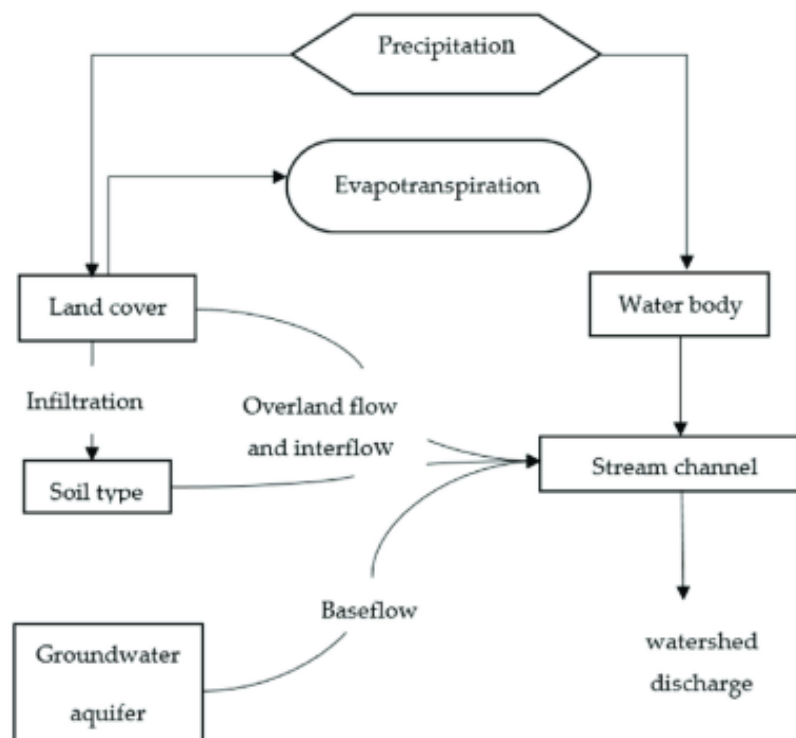 Precipitation
Evapotranspiration
Land cover
Water body
Infiltration
Overland flow
and interflow
Stream channel
Soil type
Baseflow
Groundwater
aquifer
watershed
discharge